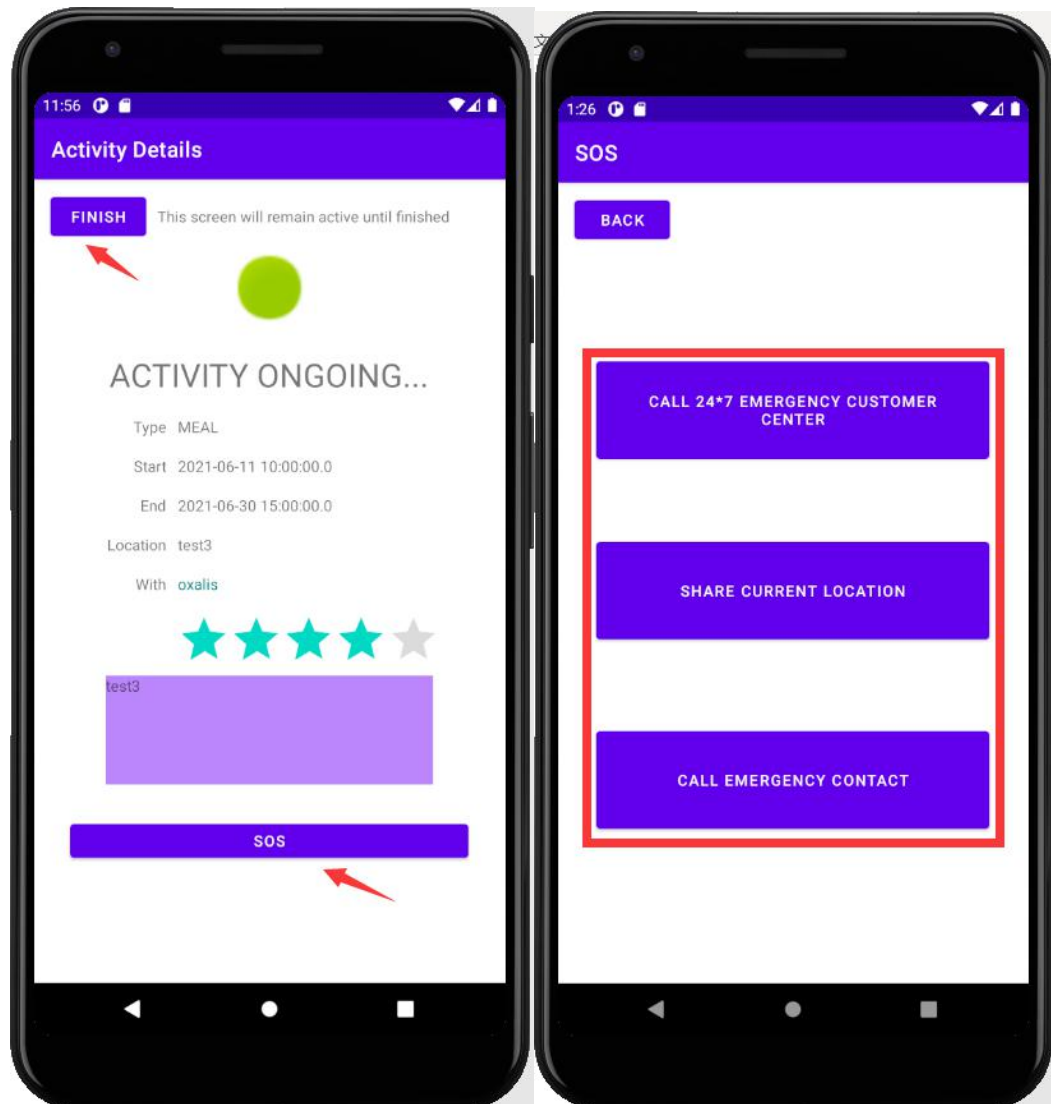 11:56
Activity Details
FINISH This screen will remain active until finished
ACTIVITY ONGOING...
Type MEAL
Start 2021-06-11 10:00:00.0
End 2021-06-30 15:00:00.0
Location test3
With oxalis
test3
SOS
文
1:26
SOS
BACK
CALL 24*7 EMERGENCY CUSTOMER
CENTER
SHARE CURRENT LOCATION
CALL EMERGENCY CONTACT